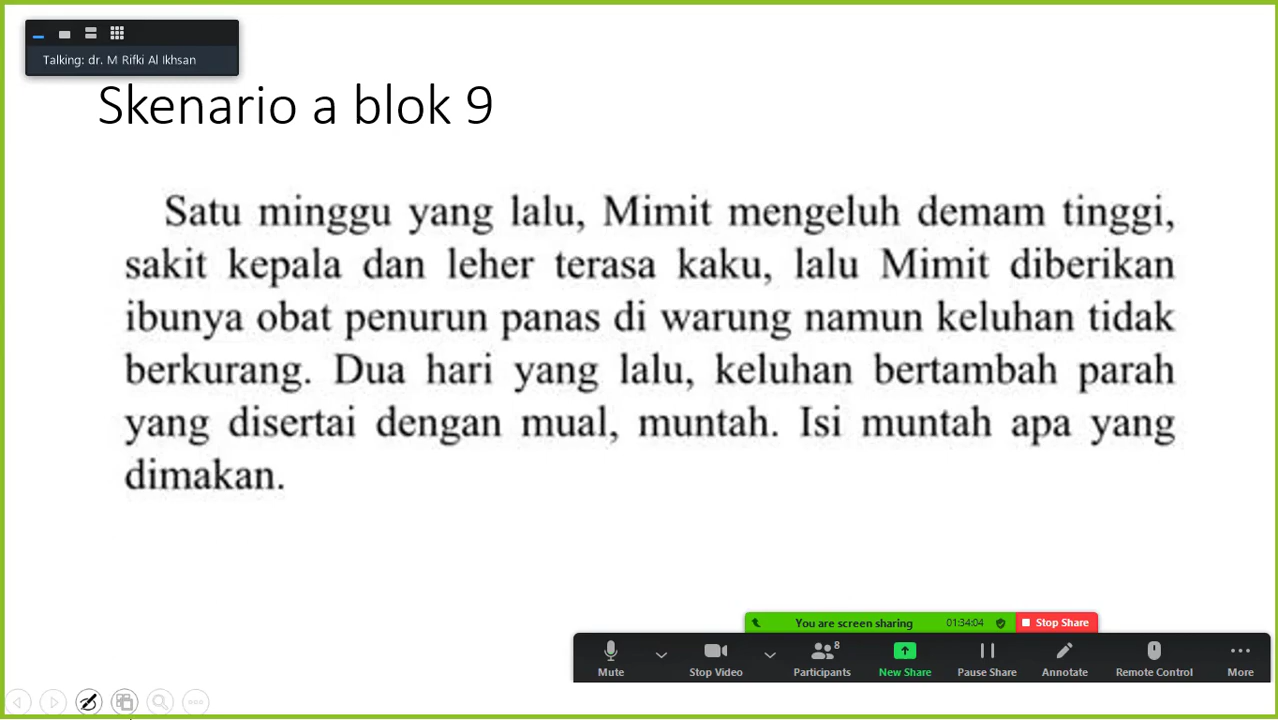 Talking: dr. M Rifki Al Ikhsan
Skenario a blok 9
Satu minggu yang lalu, Mimit mengeluh demam tinggi,
sakit kepala dan leher terasa kaku, lalu Mimit diberikan
ibunya obat penurun panas di warung namun keluhan tidak
berkurang. Dua hari yang lalu, keluhan bertambah parah
yang disertai dengan mual, muntah. Isi muntah apa yang
dimakan.
You are screen sharing 01:34:04 Stop Share
Mute Stop Video Participants 8 New Share Pause Share Annotate Remote Control More